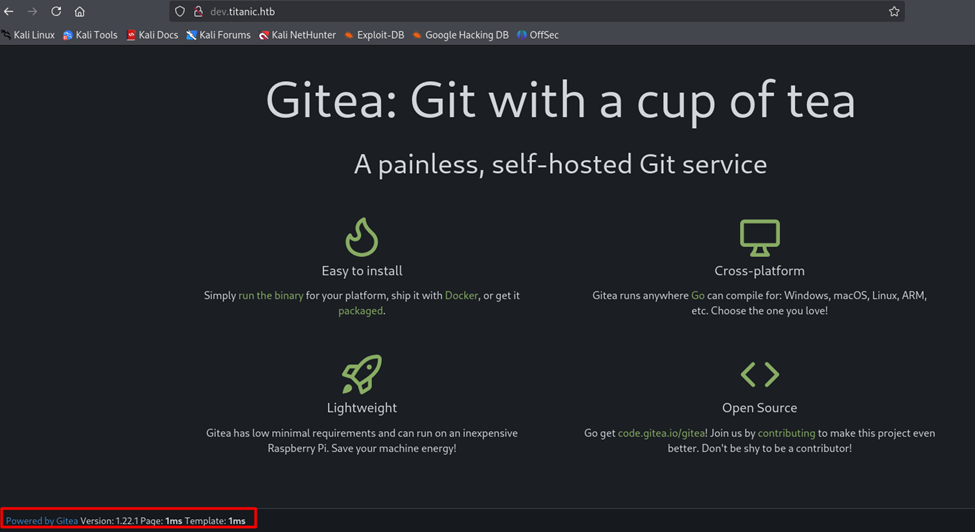 dev.titanic.htb
Kali Linux Kali Tools Kali Docs Kali Forums Kali NetHunter Exploit-DB Google Hacking DB OffSec
Gitea: Git with a cup of tea
A painless, self-hosted Git service
Easy to install
Simply run the binary for your platform, ship it with Docker, or get it
packaged.
Cross-platform
Gitea runs anywhere Go can compile for: Windows, macOS, Linux, ARM,
etc. Choose the one you love!
Lightweight
Gitea has low minimal requirements and can run on an inexpensive
Raspberry Pi. Save your machine energy!
Open Source
Go get code.gitea.io/gitea! Join us by contributing to make this project even
better. Don't be shy to be a contributor!
Powered by Gitea Version: 1.22.1 Page: 1ms Template: 1ms